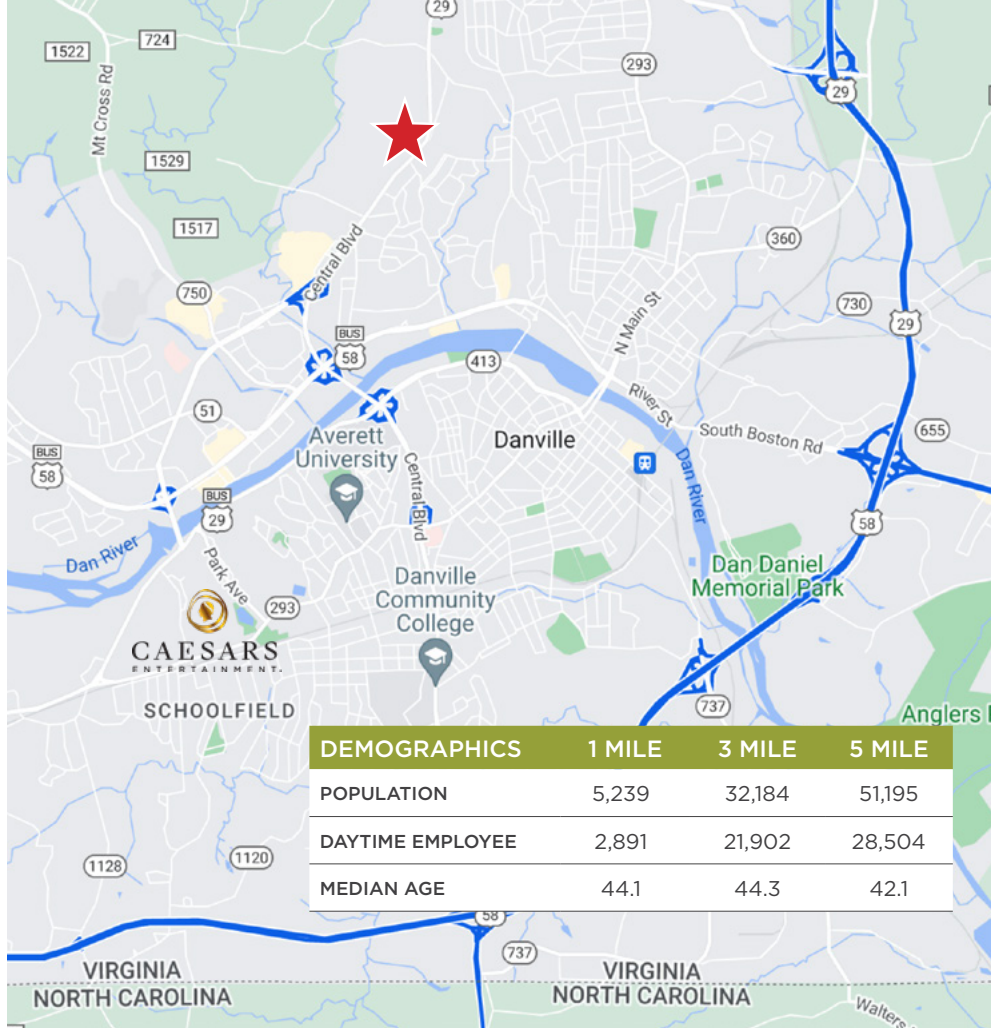 29
1522
724
293
29
Mt Cross Rd
1529
1517
Central Blvd
360
750
730
29
BUS
58
N Main St
413
River St
51
655
Averett
University
Danville
South Boston Rd
BUS
58
Central Blvd
Dan River
BUS
29
58
Dan River
Park Ave
Dan Daniel
Memorial Park
Danville
Community
College
293
CAESARS
ENTERTAINMENT.
SCHOOLFIELD
737
Anglers
DEMOGRAPHICS 1 MILE 3 MILE 5 MILE
POPULATION 5,239 32,184 51,195
DAYTIME EMPLOYEE 2,891 21,902 28,504
MEDIAN AGE 44.1 44.3 42.1
1128
1120
58
737
VIRGINIA
NORTH CAROLINA
VIRGINIA
NORTH CAROLINA
Walters